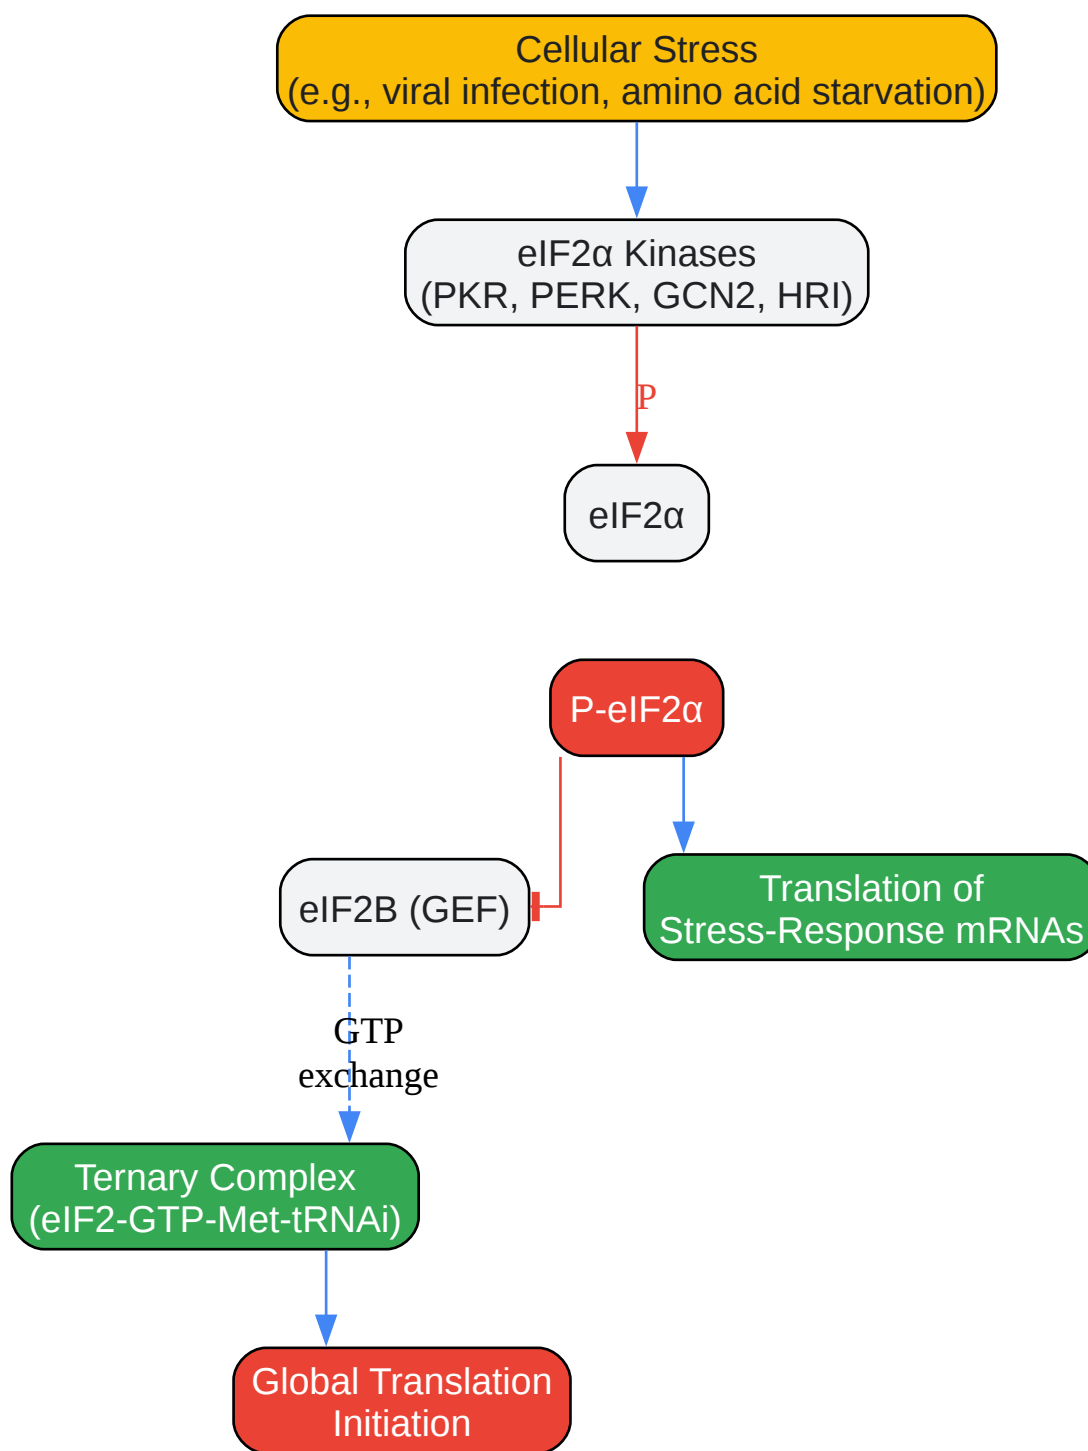 Cellular Stress
(e.g., viral infection, amino acid starvation)
eIF2α Kinases
(PKR, PERK, GCN2, HRI)
P
eIF2α
P-eIF2α
eIF2B (GEF)
Translation of
Stress-Response mRNAs
GTP
exchange
Ternary Complex
(eIF2-GTP-Met-tRNAi)
Global Translation
Initiation